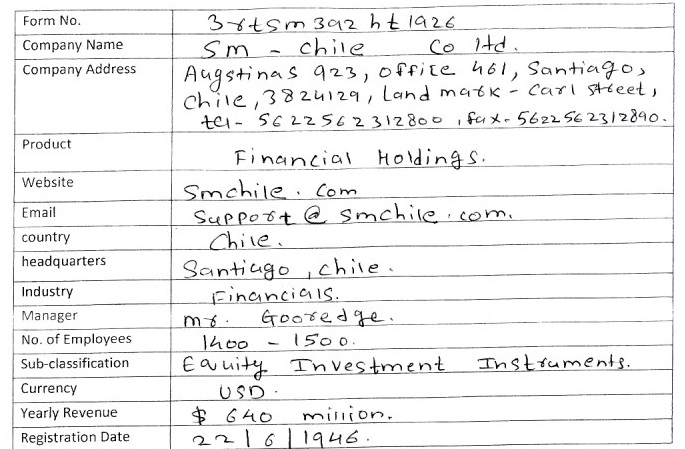 Form No. 3rtsm392ht1926
Company Name Sm - Chile Co ltd.
Company Address Augstinas 923, office 461, Santiago,
Chile, 3824129, Land mark - Carl street,
tel- 5622562312800, fax- 5622562312890.
Product Financial Holdings.
Website Smchile.com
Email Support@smchile.com.
country Chile.
headquarters Santiago, chile.
Industry Financials.
Manager mr. Gooredge.
No. of Employees 1400 - 1500.
Sub-classification Equity Investment Instruments.
Currency USD.
Yearly Revenue $ 640 million.
Registration Date 22/6/1946.